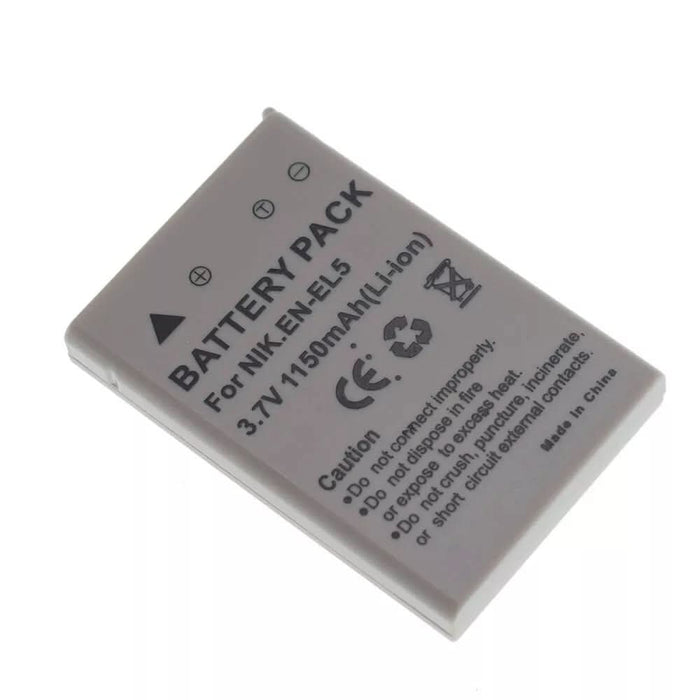 BATTERY PACK
For NIK.EN-EL5
3.7V 1150mAh(Li-ion)
CE
Caution
●Do not connect improperly.
●Do not dispose in fire
or expose to excess heat.
●Do not crush, puncture, incinerate,
or short circuit external contacts.
Made in China